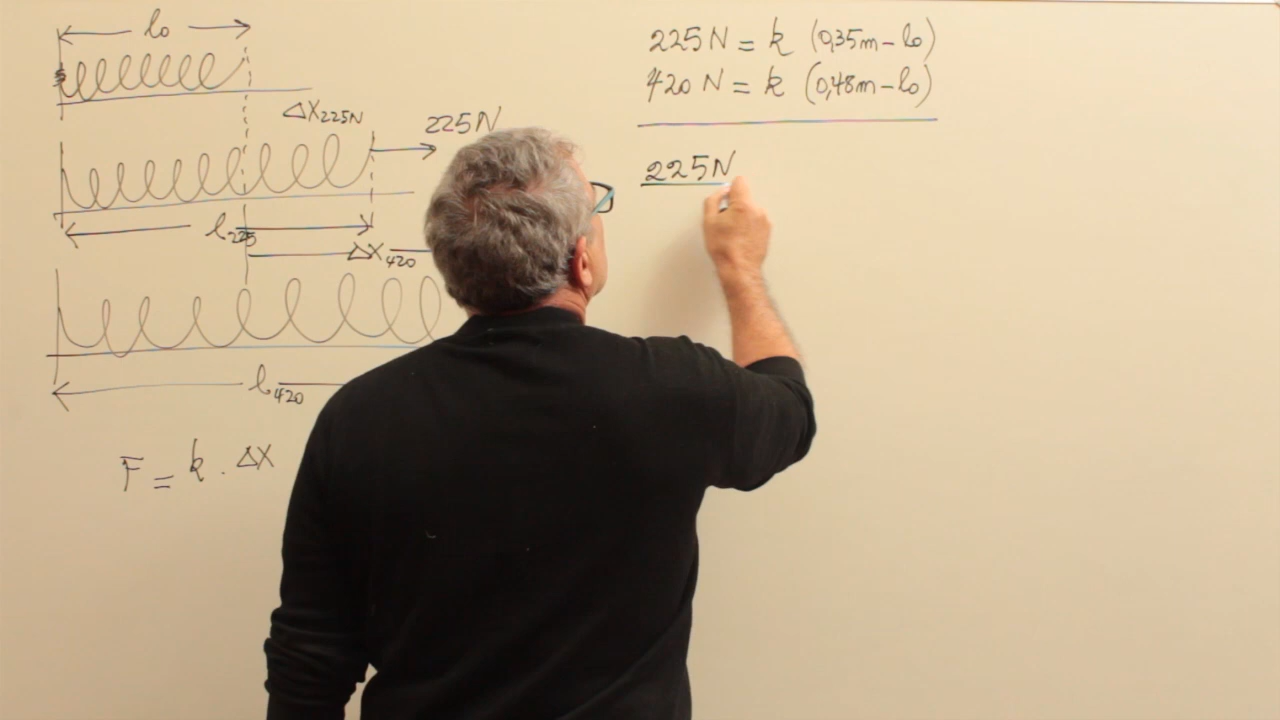 l₀
ΔX₂₂₅N
225N
l₂₂₅
ΔX₄₂₀
l₄₂₀
F = k . ΔX
225N = k (0,35m-l₀)
420 N = k (0,48m-l₀)
225N